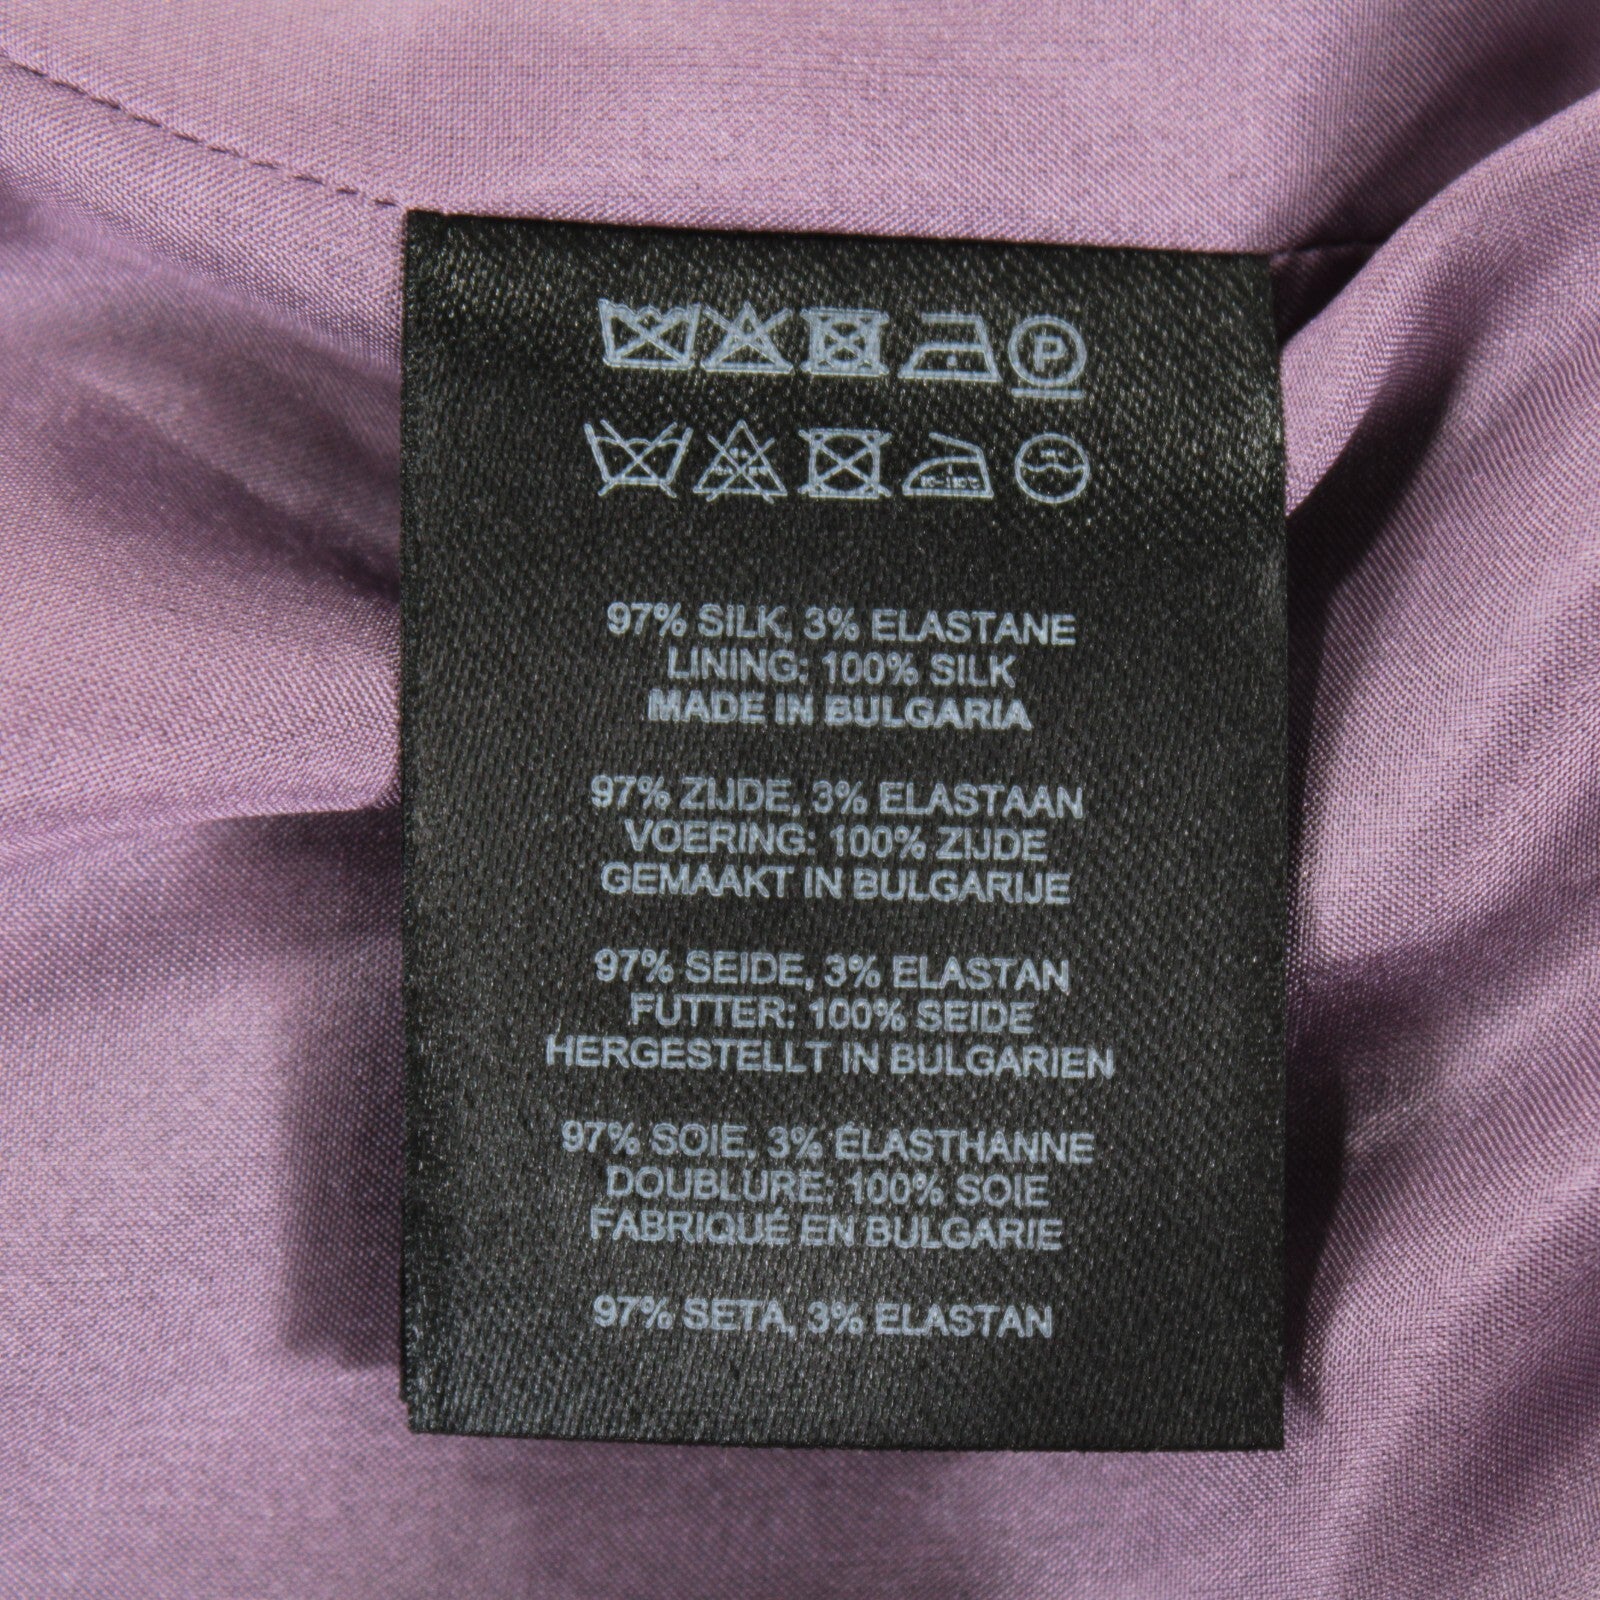 P
97% SILK, 3% ELASTANE
LINING: 100% SILK
MADE IN BULGARIA
97% ZIJDE, 3% ELASTAAN
VOERING: 100% ZIJDE
GEMAAKT IN BULGARIJE
97% SEIDE, 3% ELASTAN
FUTTER: 100% SEIDE
HERGESTELLT IN BULGARIEN
97% SOIE, 3% ÉLASTHANNE
DOUBLURE: 100% SOIE
FABRIQUÉ EN BULGARIE
97% SETA, 3% ELASTAN